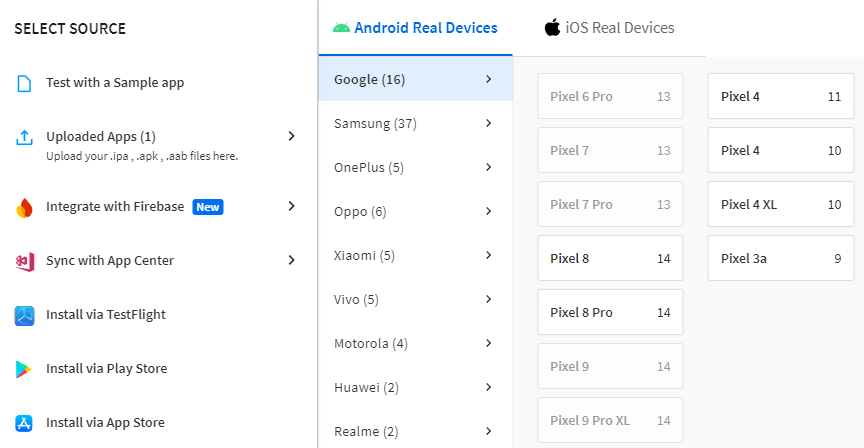 SELECT SOURCE
Test with a Sample app
Uploaded Apps (1)
Upload your .ipa , .apk , .aab files here.
Integrate with Firebase New
Sync with App Center
Install via TestFlight
Install via Play Store
Install via App Store
Android Real Devices
iOS Real Devices
Google (16)
Samsung (37)
OnePlus (5)
Oppo (6)
Xiaomi (5)
Vivo (5)
Motorola (4)
Huawei (2)
Realme (2)
Pixel 6 Pro 13
Pixel 7 13
Pixel 7 Pro 13
Pixel 8 14
Pixel 8 Pro 14
Pixel 9 14
Pixel 9 Pro XL 14
Pixel 4 11
Pixel 4 10
Pixel 4 XL 10
Pixel 3a 9